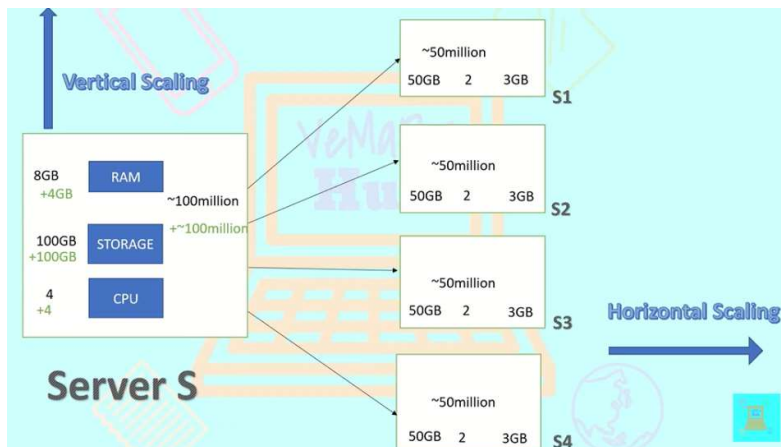 Vertical Scaling
8GB
+4GB
RAM
~100million
+~100million
100GB
+100GB
STORAGE
4
+4
CPU
Server S
~50million
50GB 2 3GB
S1
~50million
50GB 2 3GB
S2
~50million
50GB 2 3GB
S3
~50million
50GB 2 3GB
S4
Horizontal Scaling